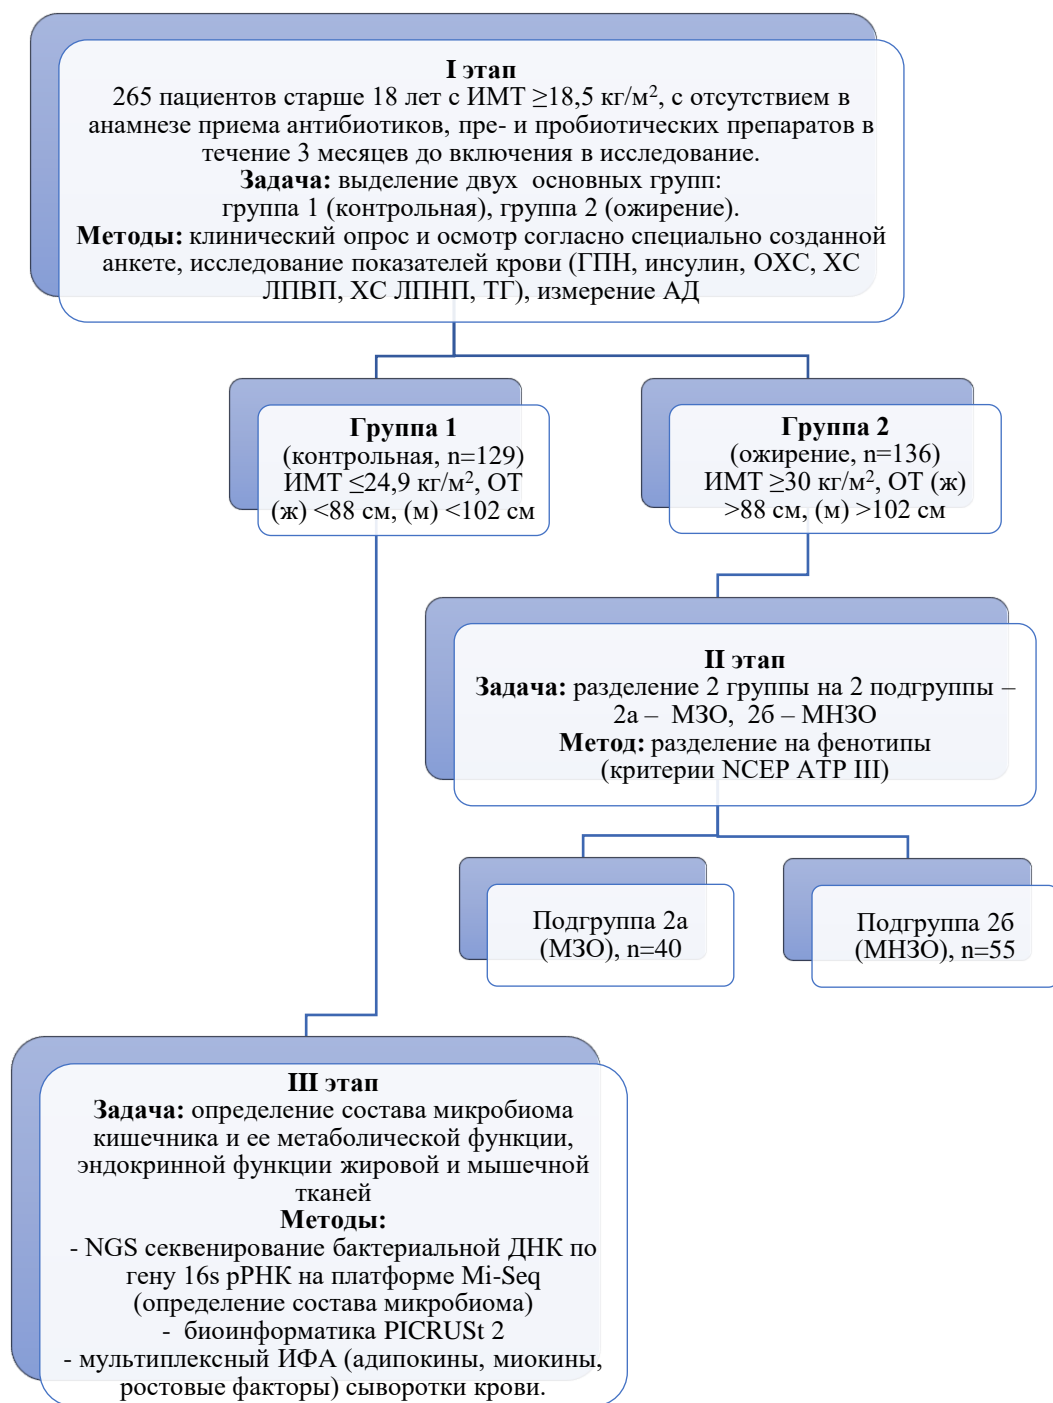 I этап
265 пациентов старше 18 лет с ИМТ ≥18,5 кг/м², с отсутствием в
анамнезе приема антибиотиков, пре- и пробиотических препаратов в
течение 3 месяцев до включения в исследование.
Задача: выделение двух основных групп:
группа 1 (контрольная), группа 2 (ожирение).
Методы: клинический опрос и осмотр согласно специально созданной
анкете, исследование показателей крови (ГПН, инсулин, ОХС, ХС
ЛПВП, ХС ЛПНП, ТГ), измерение АД
Группа 1
(контрольная, n=129)
ИМТ ≤24,9 кг/м², ОТ
(ж) <88 см, (м) <102 см
Группа 2
(ожирение, n=136)
ИМТ ≥30 кг/м², ОТ (ж)
>88 см, (м) >102 см
II этап
Задача: разделение 2 группы на 2 подгруппы –
2а – МЗО, 2б – МНЗО
Метод: разделение на фенотипы
(критерии NCEP ATP III)
Подгруппа 2а
(МЗО), n=40
Подгруппа 2б
(МНЗО), n=55
III этап
Задача: определение состава микробиома
кишечника и ее метаболической функции,
эндокринной функции жировой и мышечной
тканей
Методы:
- NGS секвенирование бактериальной ДНК по
гену 16s рРНК на платформе Mi-Seq
(определение состава микробиома)
- биоинформатика PICRUSt 2
- мультиплексный ИФА (адипокины, миокины,
ростовые факторы) сыворотки крови.